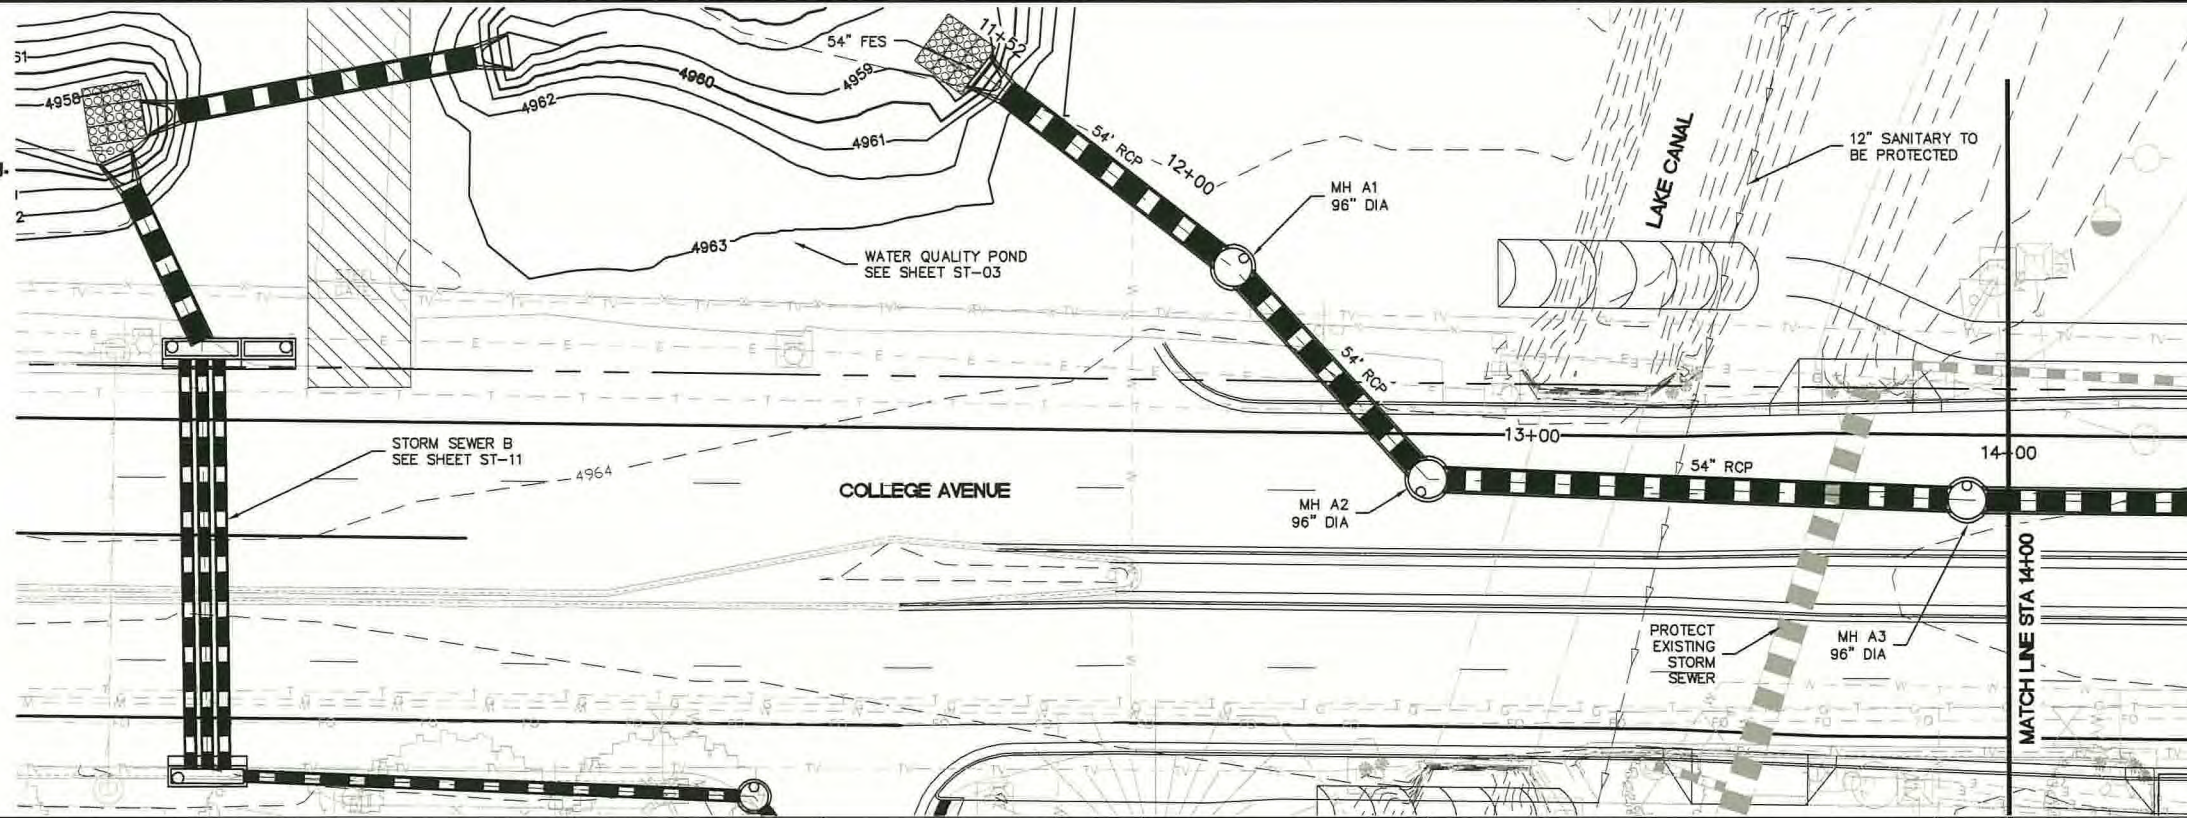 11+52
54" FES
61
4958
4960
4959
4962
4961
54" RCP
12+00
LAKE CANAL
12" SANITARY TO
BE PROTECTED
MH A1
96" DIA
4963
WATER QUALITY POND
SEE SHEET ST-03
2
54" RCP
STORM SEWER B
SEE SHEET ST-11
4964
COLLEGE AVENUE
13+00
14+00
54" RCP
MH A2
96" DIA
MATCH LINE STA 14+00
PROTECT
EXISTING
STORM
SEWER
MH A3
96" DIA